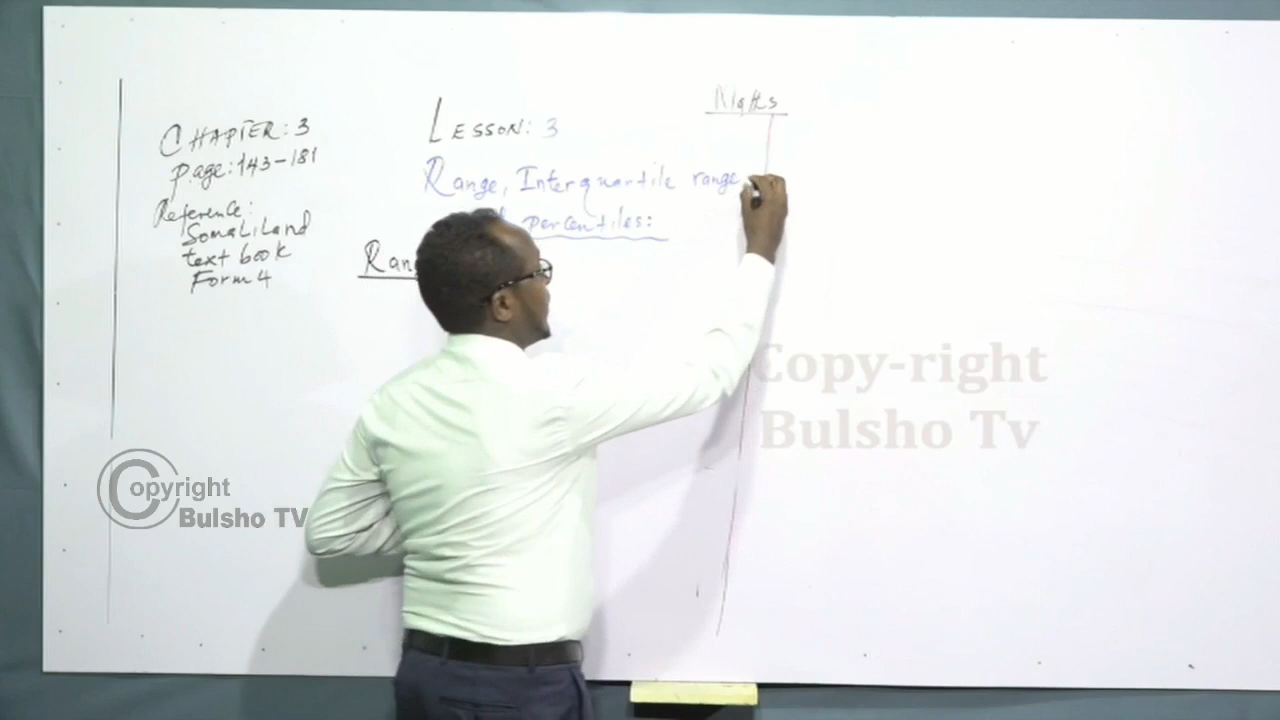 Maths
CHAPTER: 3
page: 143-181
Reference:
Somaliland
text book
Form 4
LESSON: 3
Range, Interquartile range
percentiles:
Copy-right
Bulsho Tv
Copyright
Bulsho TV